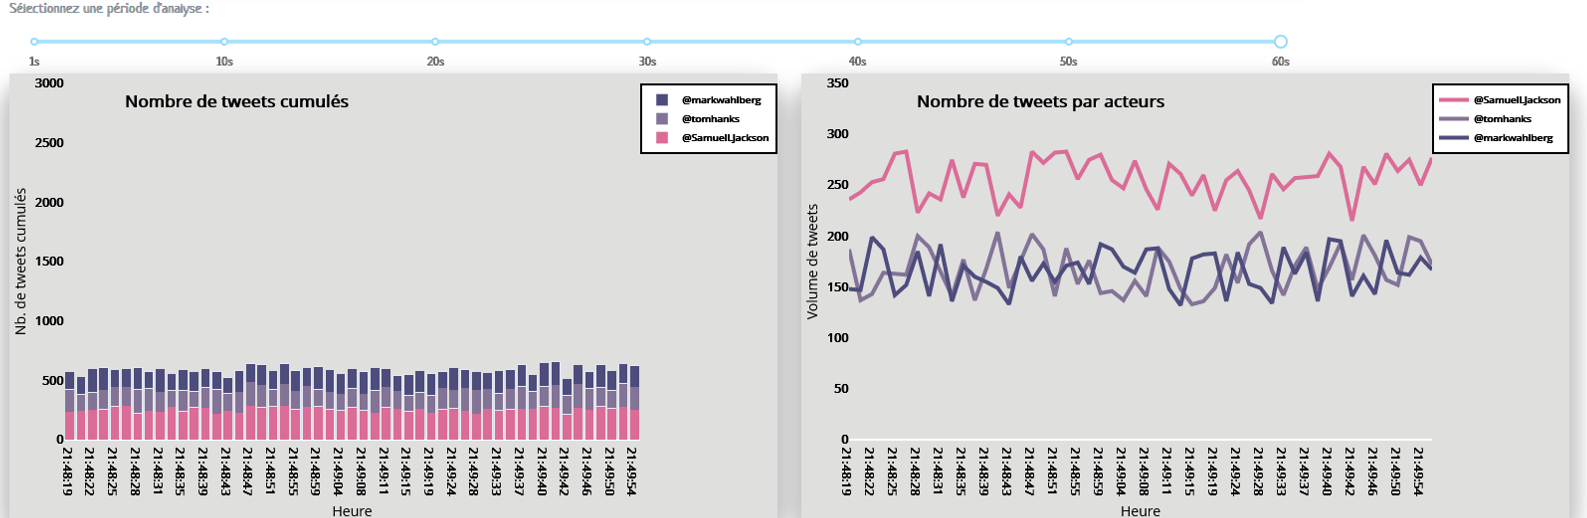 Sélectionnez une période d'analyse :
1s 10s 20s 30s 40s 50s 60s
Nombre de tweets cumulés
@markwahlberg
@tomhanks
@SamuelLJackson
Nb. de tweets cumulés
3000
2500
2000
1500
1000
500
0
21:48:19 21:48:22 21:48:25 21:48:28 21:48:31 21:48:35 21:48:39 21:48:43 21:48:47 21:48:51 21:48:55 21:48:59 21:49:04 21:49:08 21:49:11 21:49:15 21:49:19 21:49:24 21:49:28 21:49:33 21:49:37 21:49:40 21:49:42 21:49:46 21:49:50 21:49:54
Heure
Nombre de tweets par acteurs
@SamuelLJackson
@tomhanks
@markwahlberg
Volume de tweets
350
300
250
200
150
100
50
0
21:48:19 21:48:22 21:48:25 21:48:28 21:48:31 21:48:35 21:48:39 21:48:43 21:48:47 21:48:51 21:48:55 21:48:59 21:49:04 21:49:08 21:49:11 21:49:15 21:49:19 21:49:24 21:49:28 21:49:33 21:49:37 21:49:40 21:49:42 21:49:46 21:49:50 21:49:54
Heure